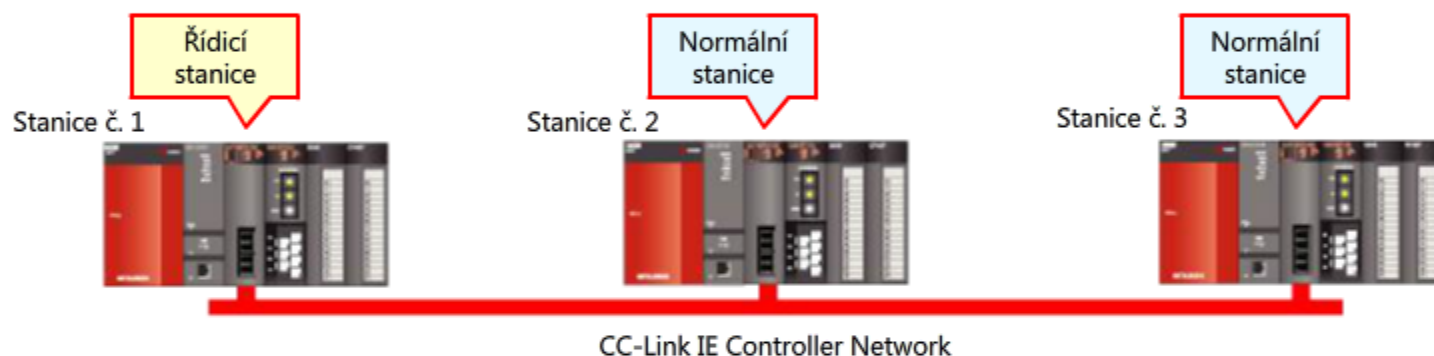 Řídicí
stanice
Normální
stanice
Normální
stanice
Stanice č. 1
Stanice č. 2
Stanice č. 3
CC-Link IE Controller Network